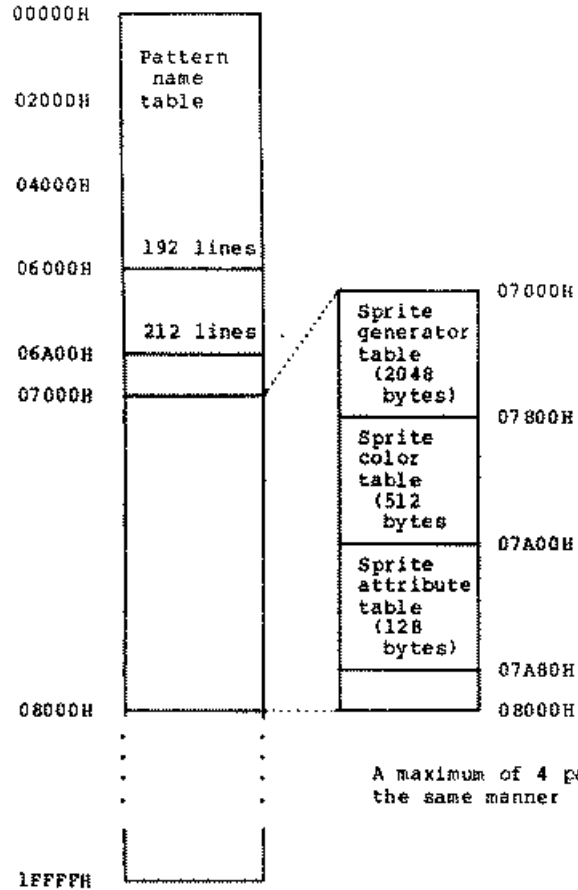 00000H
Pattern
name
02000H
table
04000H
192 lines
06000H
212 lines
06A00H
07000H
08000H
1FFFFH
07000H
Sprite
generator
table
(2048
bytes)
07800H
Sprite
color
table
(512
bytes
07A00H
Sprite
attribute
table
(128
bytes)
07A80H
08000H
A maximum of 4
the same manner